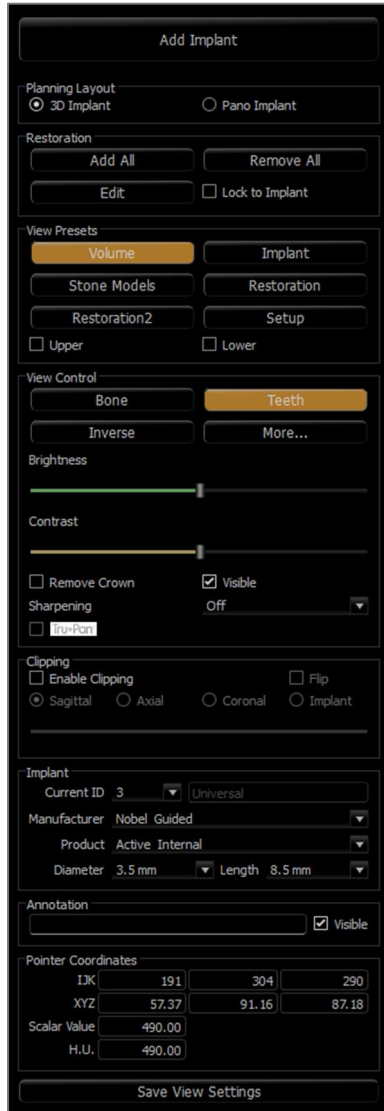 Add Implant
Planning Layout
3D Implant Pano Implant
Restoration
Add All Remove All
Edit Lock to Implant
View Presets
Volume Implant
Stone Models Restoration
Restoration2 Setup
Upper Lower
View Control
Bone Teeth
Inverse More...
Brightness
Contrast
Remove Crown Visible
Sharpening Off
Tru•Pan
Clipping
Enable Clipping Flip
Sagittal Axial Coronal Implant
Implant
Current ID 3 Universal
Manufacturer Nobel Guided
Product Active Internal
Diameter 3.5 mm Length 8.5 mm
Annotation
Visible
Pointer Coordinates
IJK 191 304 290
XYZ 57.37 91.16 87.18
Scalar Value 490.00
H.U. 490.00
Save View Settings